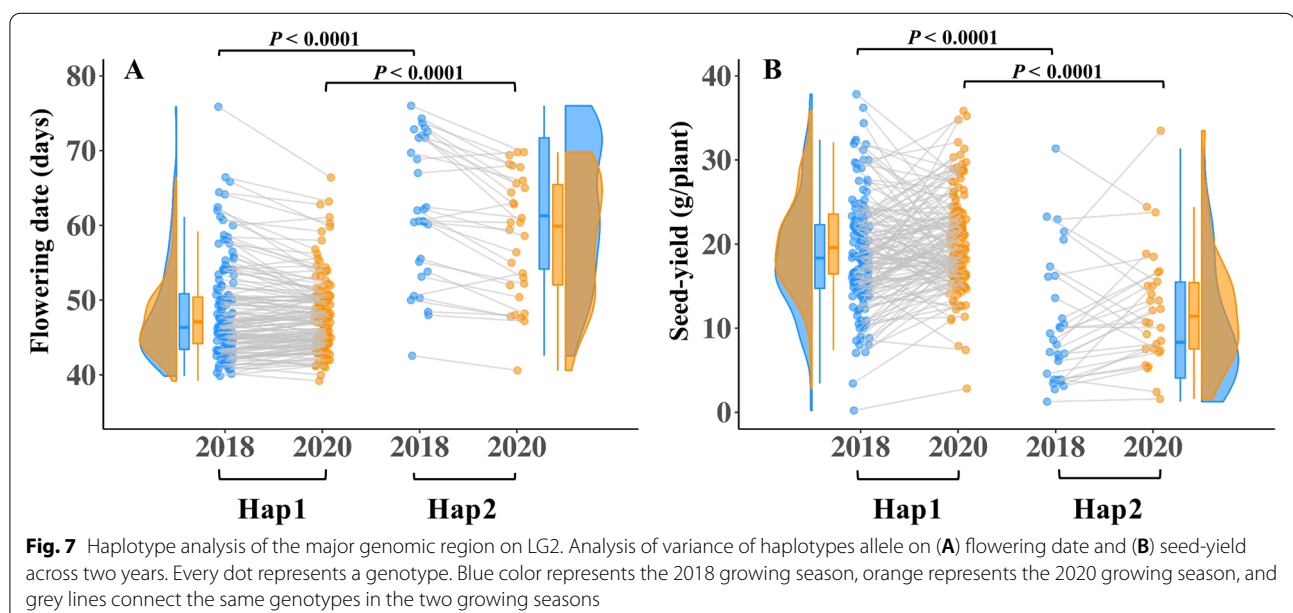 P < 0.0001
P < 0.0001
A
Flowering date (days)
80
70
60
50
40
2018
2020
2018
2020
Hap1
Hap2
P < 0.0001
P < 0.0001
B
Seed-yield (g/plant)
40
30
20
10
0
2018
2020
2018
2020
Hap1
Hap2
Fig. 7 Haplotype analysis of the major genomic region on LG2. Analysis of variance of haplotypes allele on (A) flowering date and (B) seed-yield
across two years. Every dot represents a genotype. Blue color represents the 2018 growing season, orange represents the 2020 growing season, and
grey lines connect the same genotypes in the two growing seasons